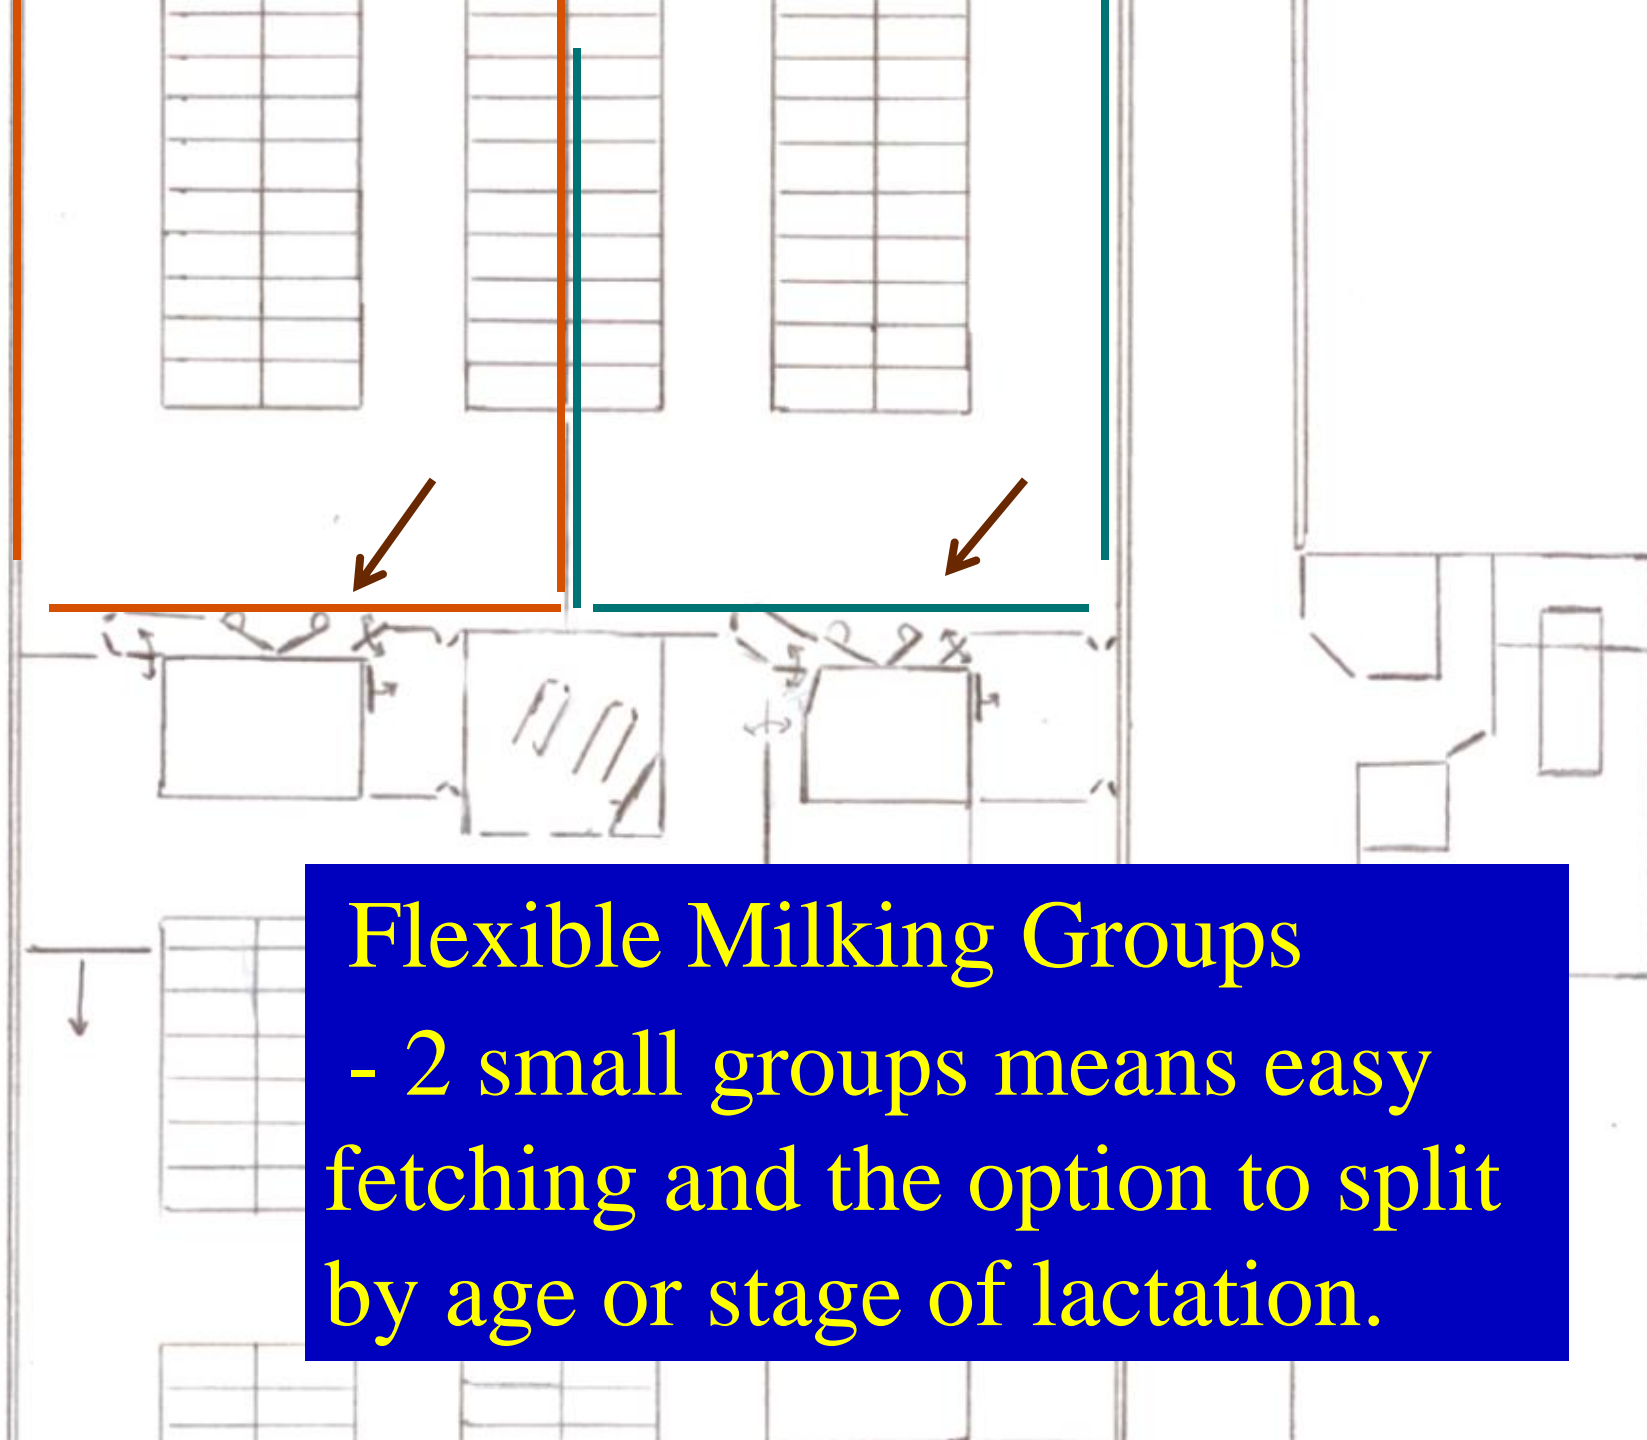 Flexible Milking Groups
- 2 small groups means easy
fetching and the option to split
by age or stage of lactation.